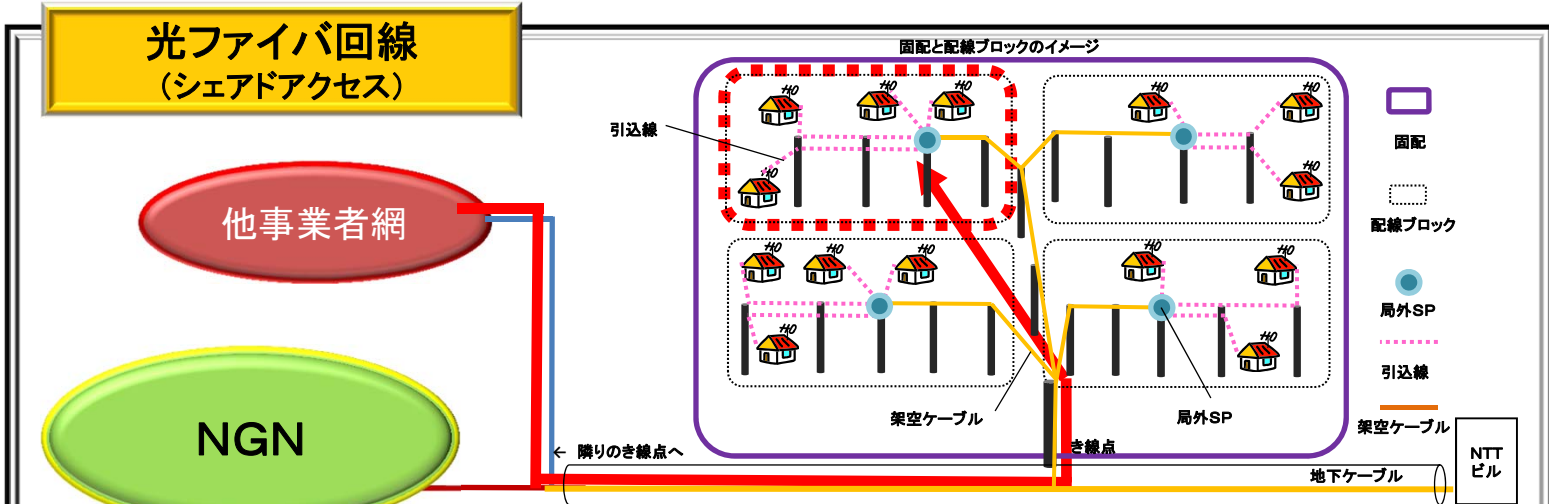 光ファイバ回線
（シェアドアクセス）
固配と配線ブロックのイメージ
引込線
他事業者網
NGN
固配
配線ブロック
局外SP
引込線
架空ケーブル
架空ケーブル
局外SP
き線点
← 隣りのき線点へ
地下ケーブル
NTT
ビル